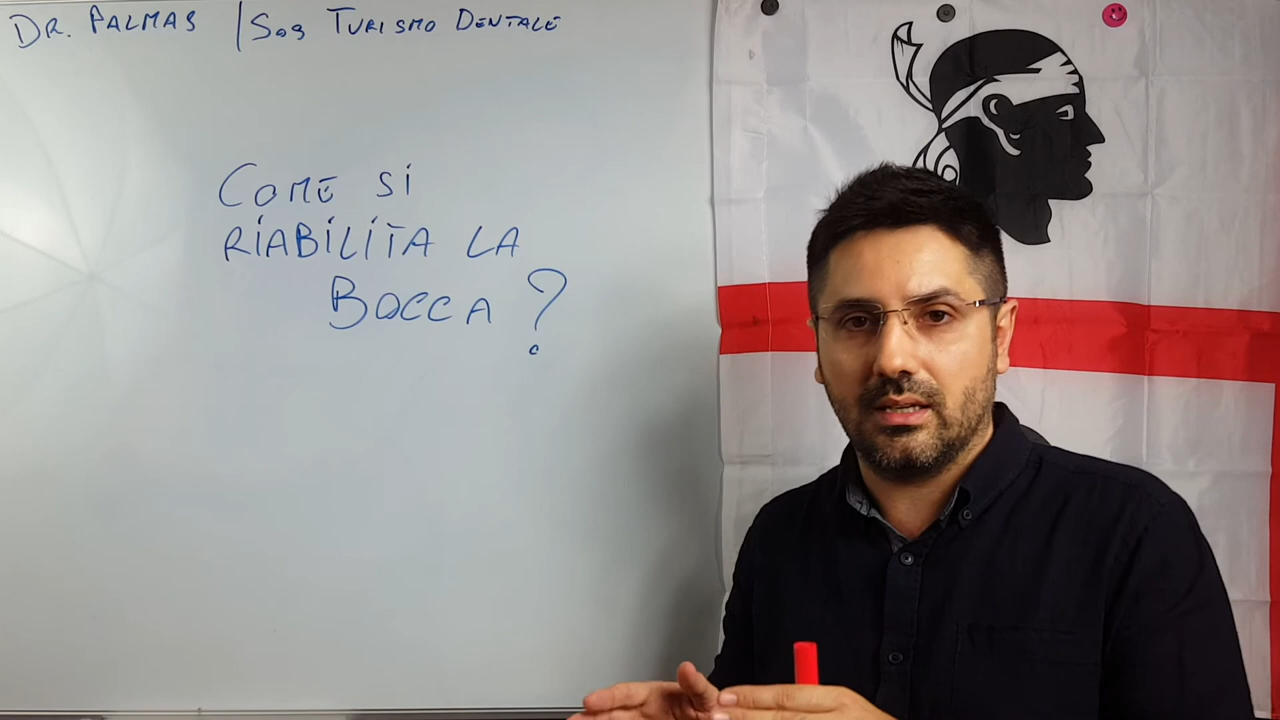 DR. PALMAS | SOS TURISMO DENTALE
COME SI
RIABILITA LA
BOCCA ?